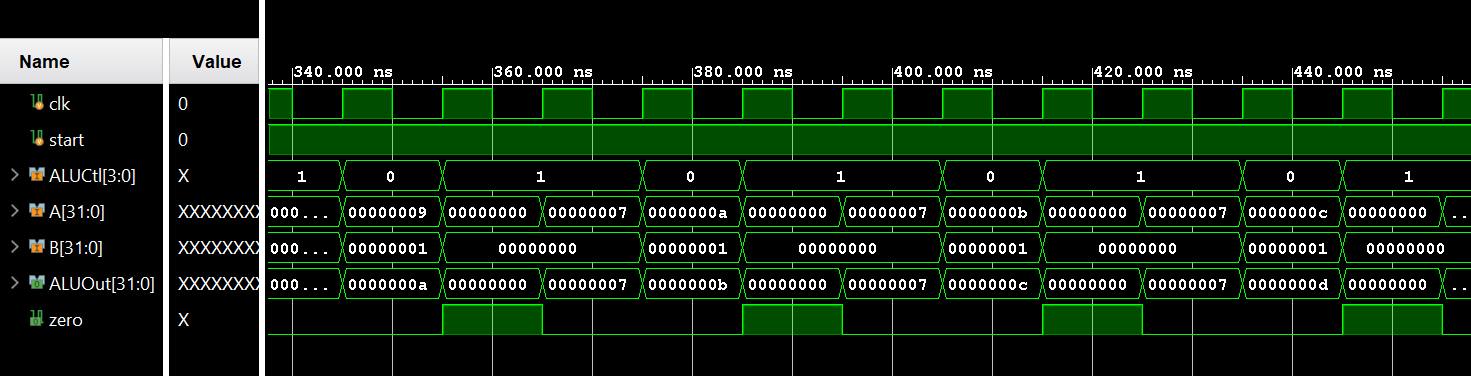 Name Value
340.000 ns 360.000 ns 380.000 ns 400.000 ns 420.000 ns 440.000 ns
clk 0
start 0
ALUCtl[3:0] X 1 0 1 0 1 0 1 0 1
A[31:0] XXXXXXXX 000... 00000009 00000000 00000007 0000000a 00000000 00000007 0000000b 00000000 00000007 0000000c 00000000 ...
B[31:0] XXXXXXXX 000... 00000001 00000000 00000001 00000000 00000001 00000000 00000001 00000000
ALUOut[31:0] XXXXXXXX 000... 0000000a 00000000 00000007 0000000b 00000000 00000007 0000000c 00000000 00000007 0000000d 00000000 ...
zero X